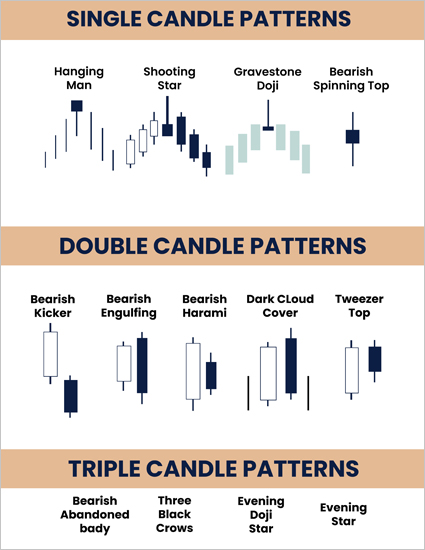 SINGLE CANDLE PATTERNS
Hanging
Man
Shooting
Star
Gravestone
Doji
Bearish
Spinning Top
DOUBLE CANDLE PATTERNS
Bearish
Kicker
Bearish
Engulfing
Bearish
Harami
Dark CLoud
Cover
Tweezer
Top
TRIPLE CANDLE PATTERNS
Bearish
Abandoned
bady
Three
Black
Crows
Evening
Doji
Star
Evening
Star